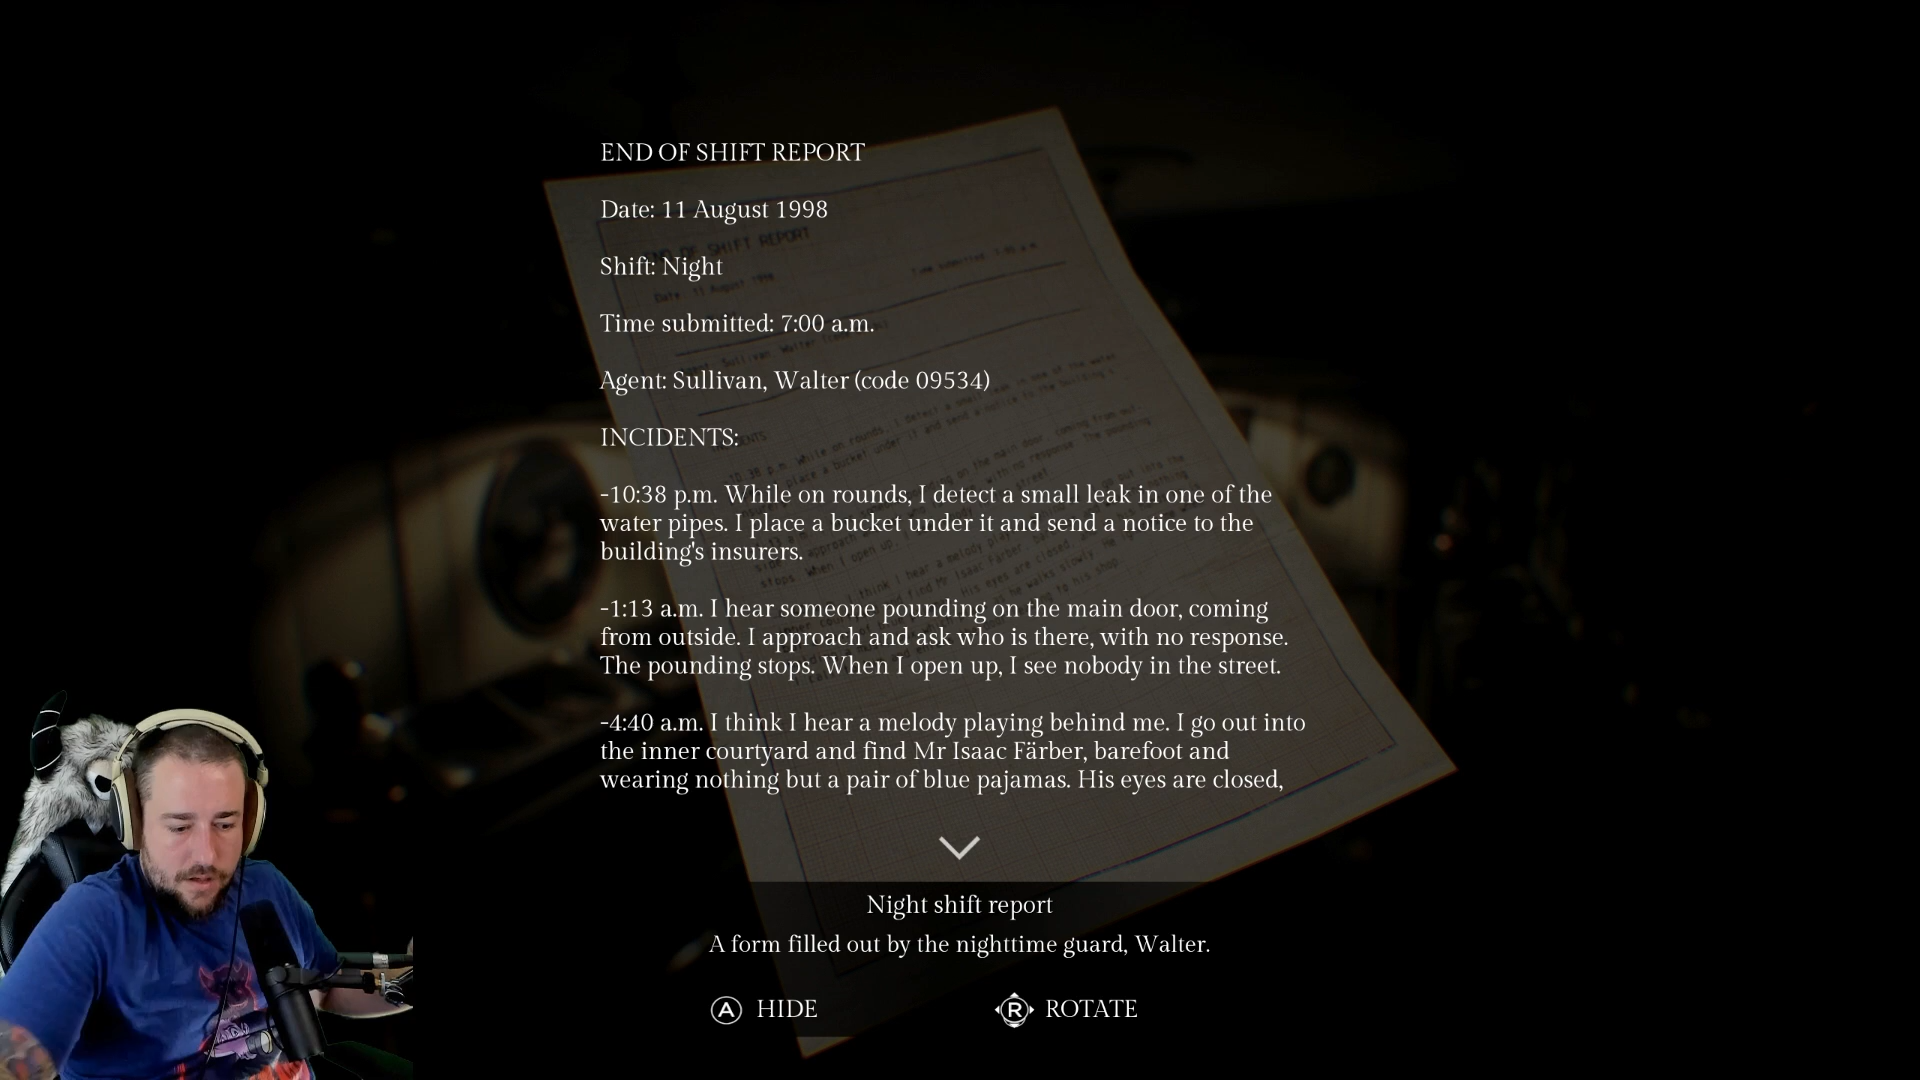 END OF SHIFT REPORT
Date: 11 August 1998
Shift: Night
Time submitted: 7:00 a.m.
Agent: Sullivan, Walter (code 09534)
INCIDENTS:
-10:38 p.m. While on rounds, I detect a small leak in one of the
water pipes. I place a bucket under it and send a notice to the
building's insurers.
-1:13 a.m. I hear someone pounding on the main door, coming
from outside. I approach and ask who is there, with no response.
The pounding stops. When I open up, I see nobody in the street.
-4:40 a.m. I think I hear a melody playing behind me. I go out into
the inner courtyard and find Mr Isaac Färber, barefoot and
wearing nothing but a pair of blue pajamas. His eyes are closed,
Night shift report
A form filled out by the nighttime guard, Walter.
A HIDE
R ROTATE